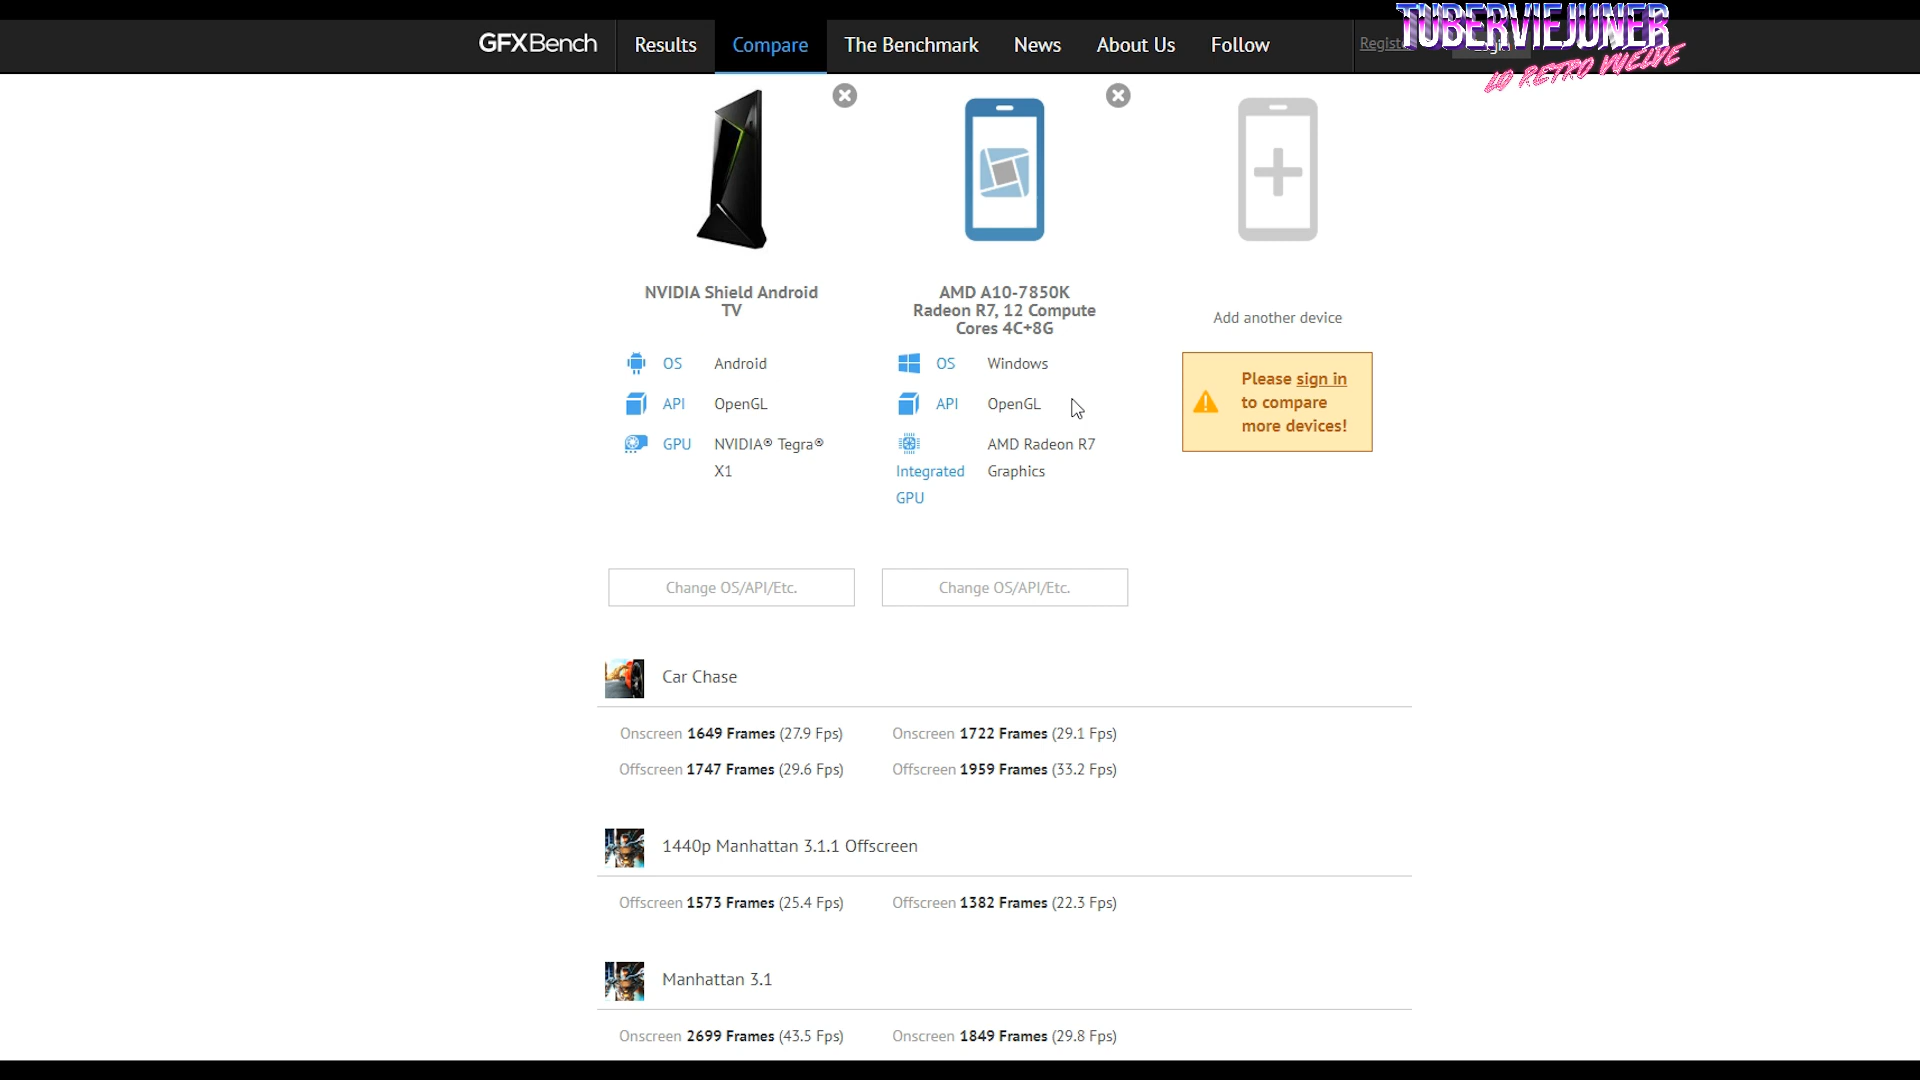 GFXBench
Results
Compare
The Benchmark
News
About Us
Follow
TUBERVIEJUNER
LO RETRO VUELVE
NVIDIA Shield Android
TV
OS Android
API OpenGL
GPU NVIDIA® Tegra®
X1
Change OS/API/Etc.
AMD A10-7850K
Radeon R7, 12 Compute
Cores 4C+8G
OS Windows
API OpenGL
AMD Radeon R7
Integrated Graphics
GPU
Change OS/API/Etc.
Add another device
Please sign in
to compare
more devices!
Car Chase
Onscreen 1649 Frames (27.9 Fps) Onscreen 1722 Frames (29.1 Fps)
Offscreen 1747 Frames (29.6 Fps) Offscreen 1959 Frames (33.2 Fps)
1440p Manhattan 3.1.1 Offscreen
Offscreen 1573 Frames (25.4 Fps) Offscreen 1382 Frames (22.3 Fps)
Manhattan 3.1
Onscreen 2699 Frames (43.5 Fps) Onscreen 1849 Frames (29.8 Fps)